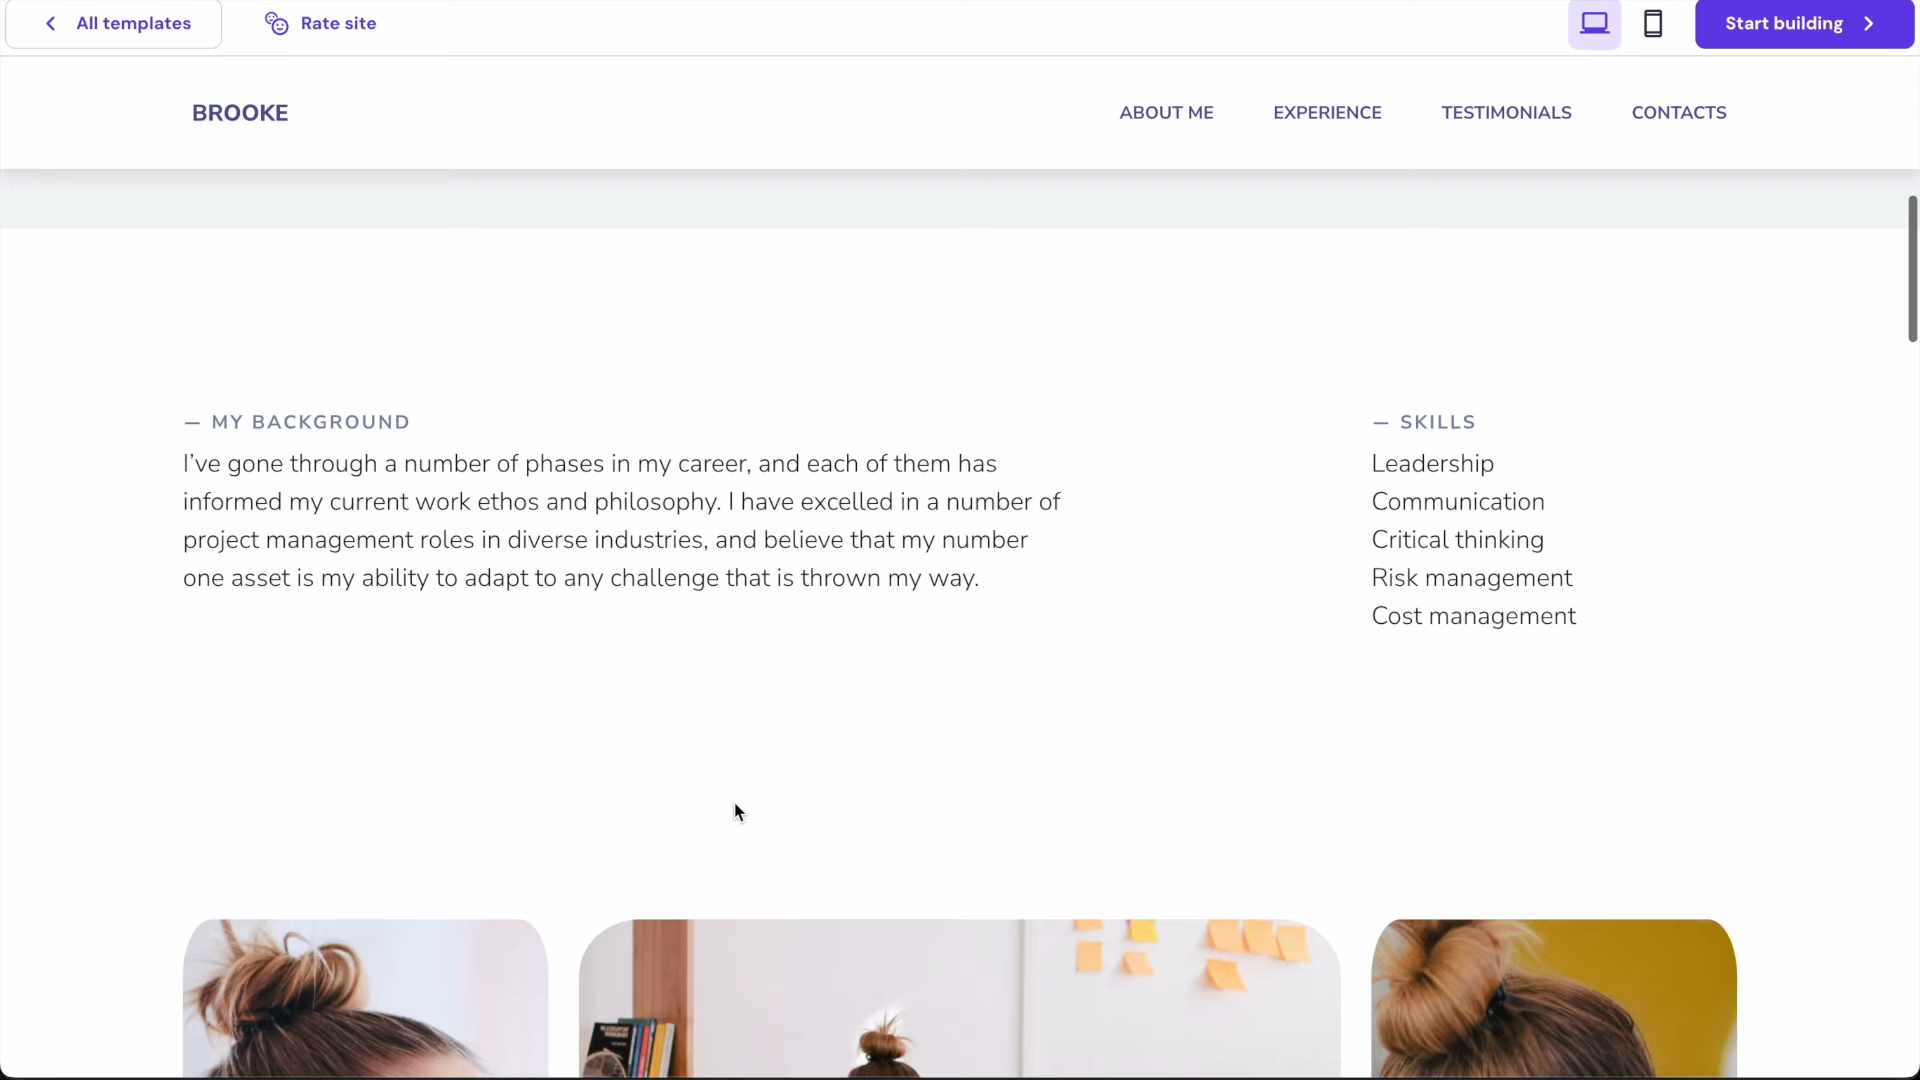 All templates
Rate site
Start building
BROOKE
ABOUT ME
EXPERIENCE
TESTIMONIALS
CONTACTS
— MY BACKGROUND
I’ve gone through a number of phases in my career, and each of them has
informed my current work ethos and philosophy. I have excelled in a number of
project management roles in diverse industries, and believe that my number
one asset is my ability to adapt to any challenge that is thrown my way.
— SKILLS
Leadership
Communication
Critical thinking
Risk management
Cost management